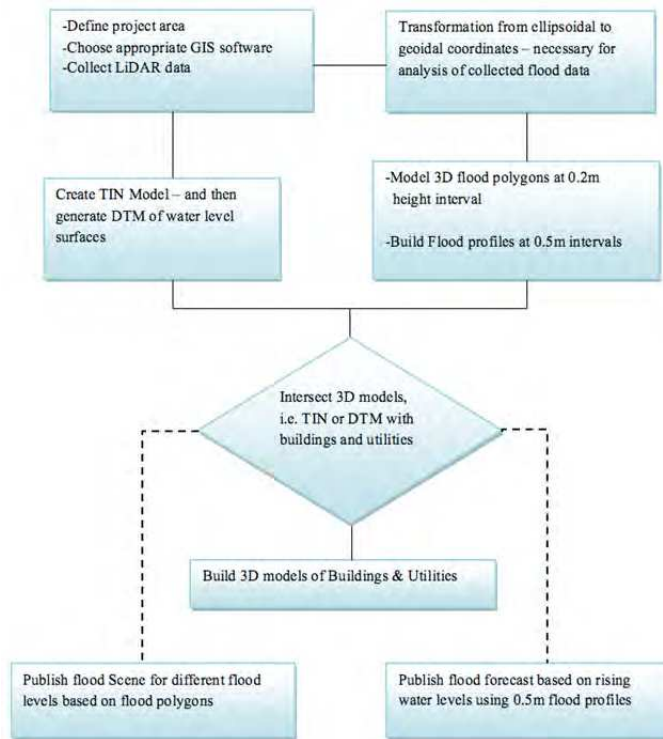 -Define project area
-Choose appropriate GIS software
-Collect LiDAR data
Transformation from ellipsoidal to
geoidal coordinates – necessary for
analysis of collected flood data
Create TIN Model – and then
generate DTM of water level
surfaces
-Model 3D flood polygons at 0.2m
height interval
-Build Flood profiles at 0.5m intervals
Intersect 3D models,
i.e. TIN or DTM with
buildings and utilities
Build 3D models of Buildings & Utilities
Publish flood Scene for different flood
levels based on flood polygons
Publish flood forecast based on rising
water levels using 0.5m flood profiles